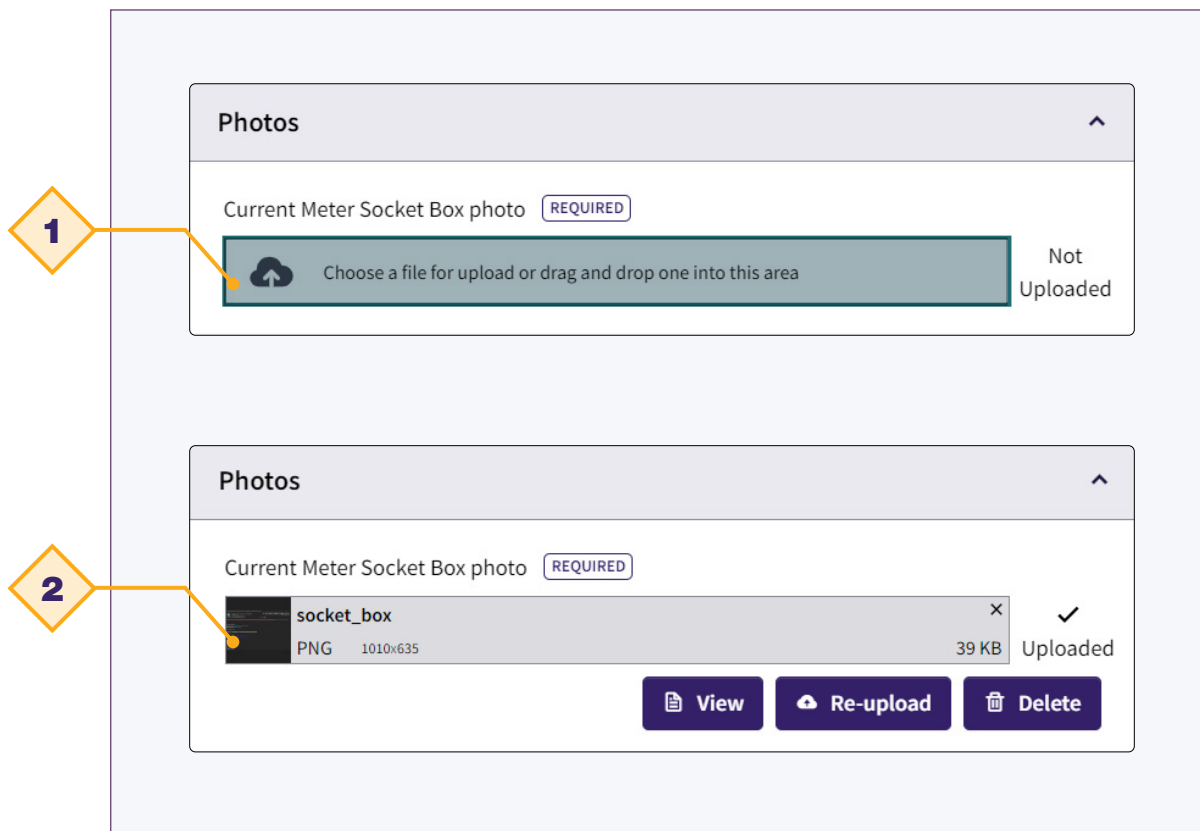 Photos
1
Current Meter Socket Box photo REQUIRED
Choose a file for upload or drag and drop one into this area
Not
Uploaded
Photos
2
Current Meter Socket Box photo REQUIRED
socket_box
PNG 1010x635
39 KB
Uploaded
View Re-upload Delete